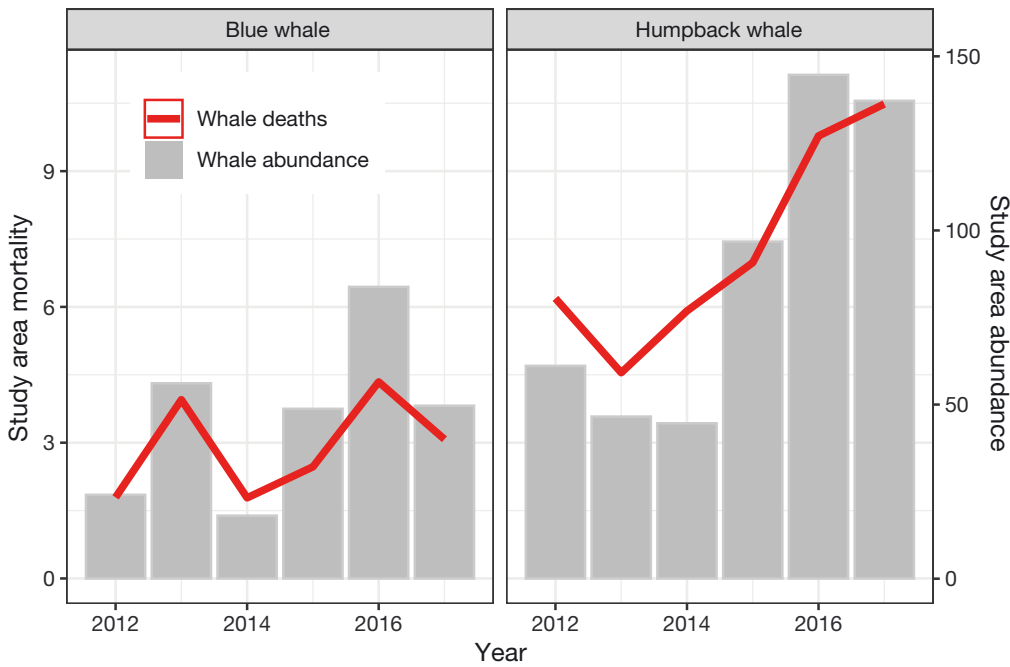 Blue whale
Humpback whale
Whale deaths
Whale abundance
Study area mortality
9
6
3
0
150
100
50
0
Study area abundance
2012
2014
2016
2012
2014
2016
Year